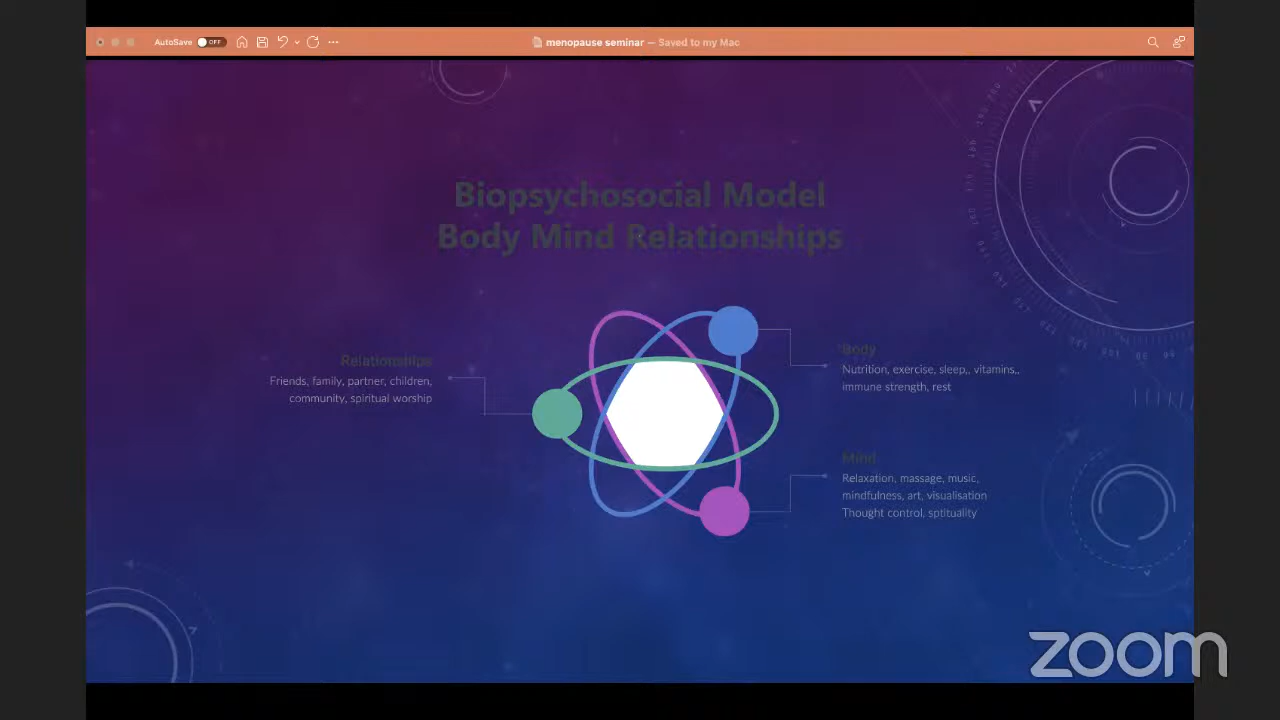 AutoSave OFF
menopause seminar — Saved to my Mac
Biopsychosocial Model
Body Mind Relationships
Relationships
Friends, family, partner, children,
community, spiritual worship
Body
Nutrition, exercise, sleep,, vitamins,,
immune strength, rest
Mind
Relaxation, massage, music,
mindfulness, art, visualisation
Thought control, sptituality
zoom